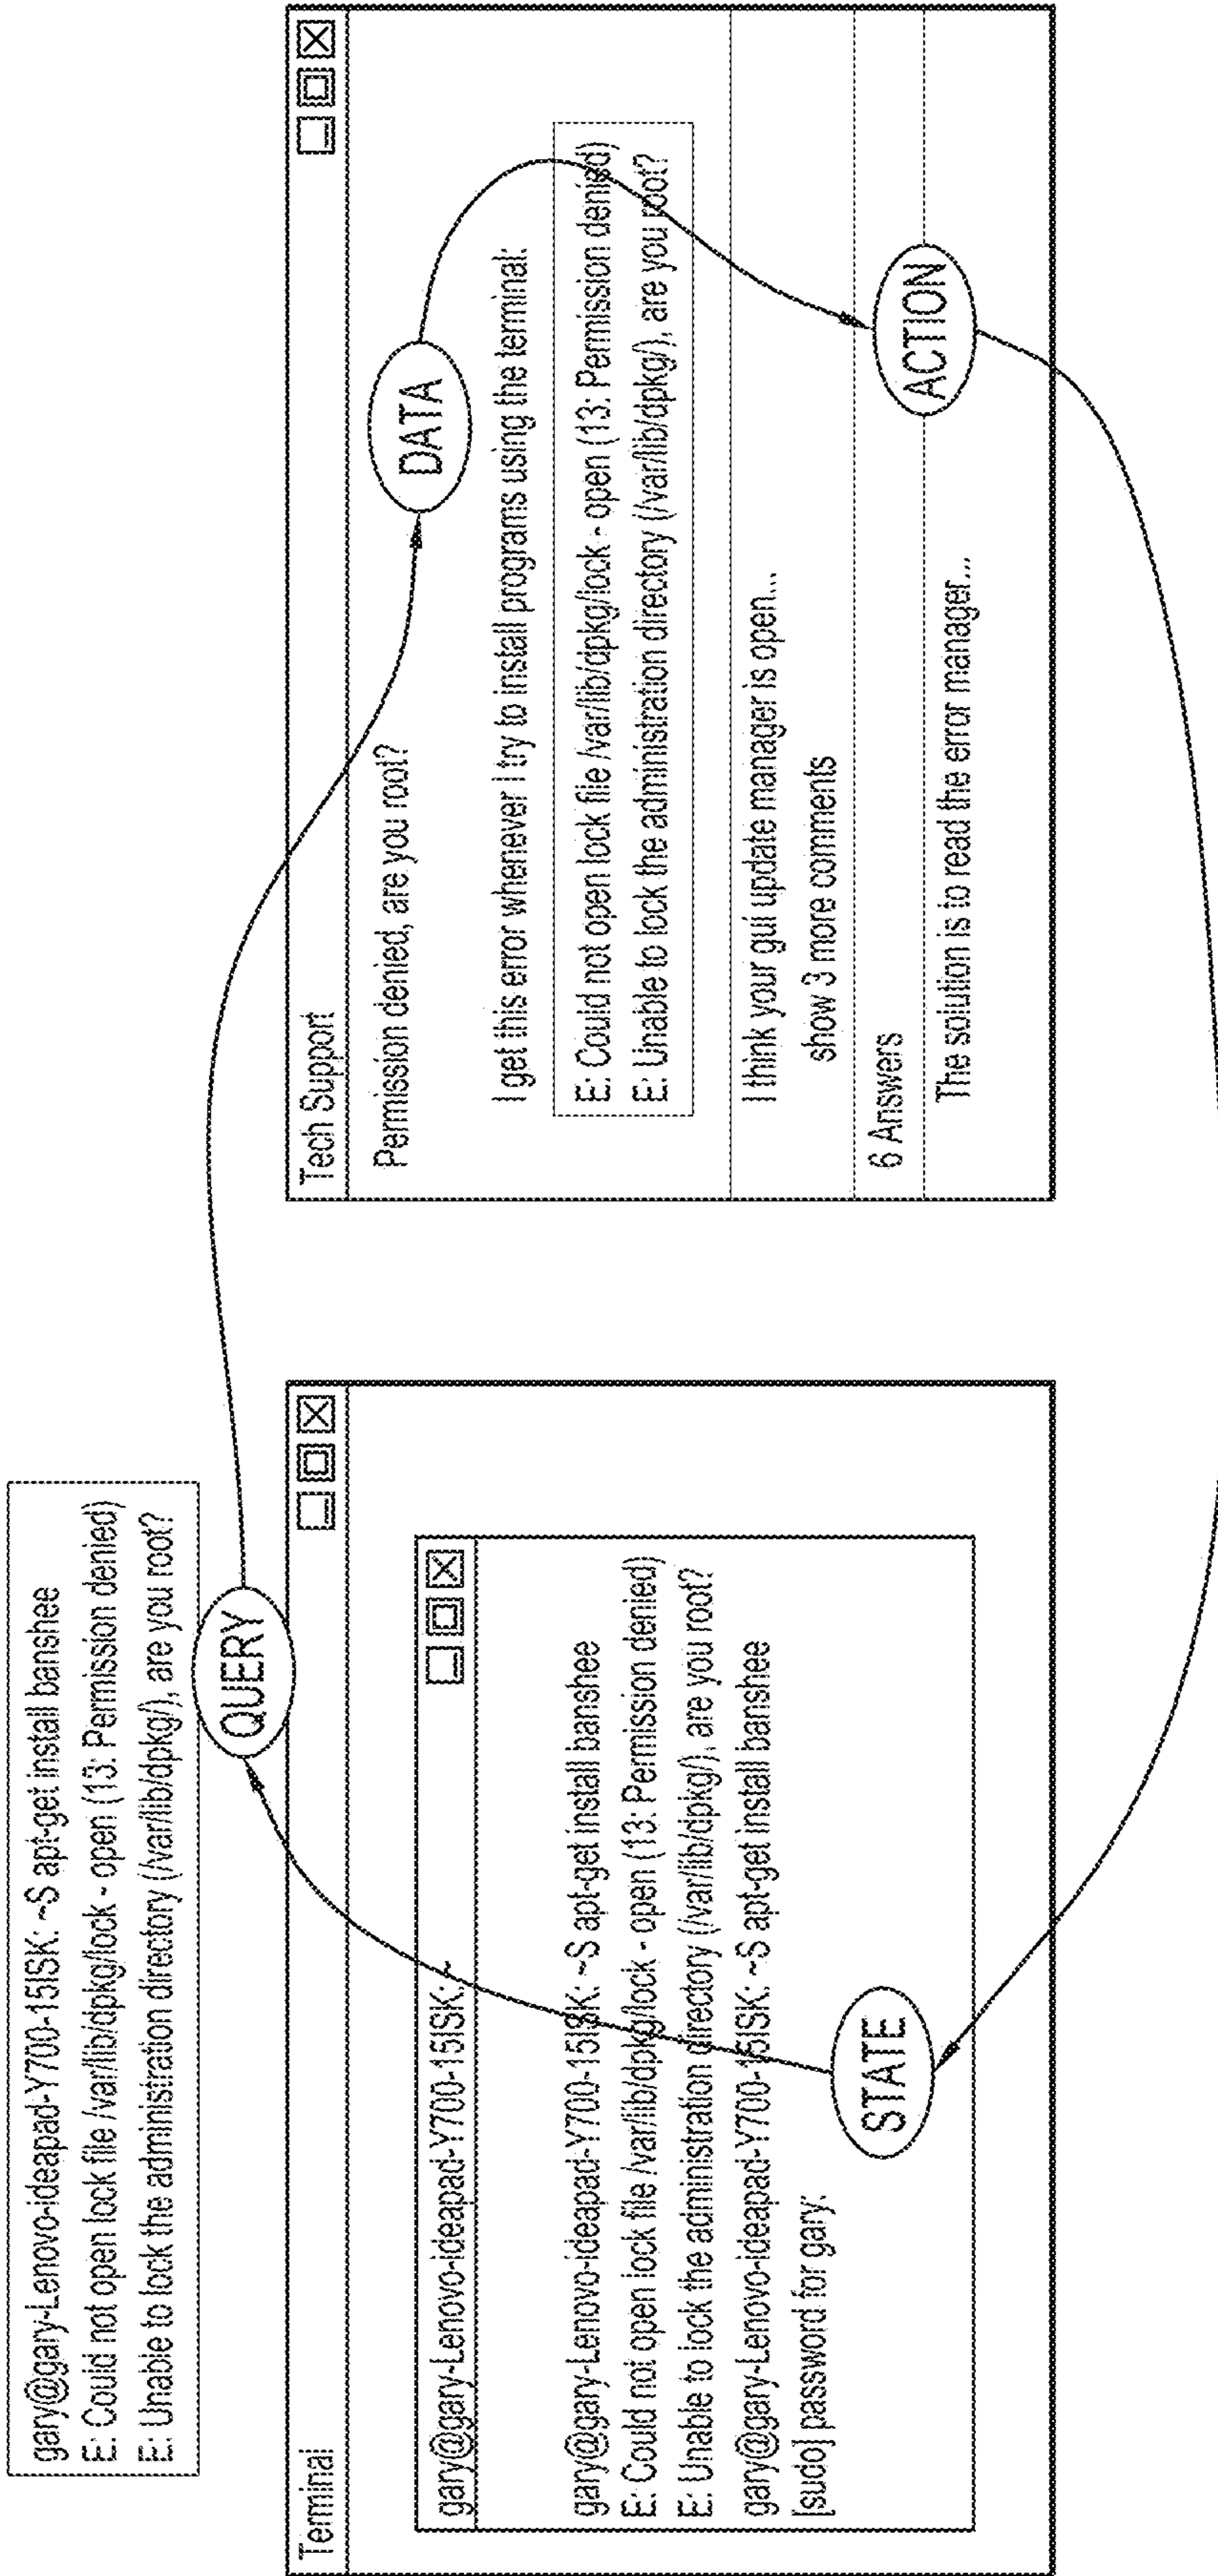 gary@gary-Lenovo-ideapad-Y700-15ISK: ~S apt-get install banshee
E: Could not open lock file /var/lib/dpkg/lock - open (13: Permission denied)
E: Unable to lock the administration directory (/var/lib/dpkg/), are you root?
QUERY
Terminal
gary@gary-Lenovo-ideapad-Y700-15ISK: ~
gary@gary-Lenovo-ideapad-Y700-15ISK: ~S apt-get install banshee
E: Could not open lock file /var/lib/dpkg/lock - open (13: Permission denied)
E: Unable to lock the administration directory (/var/lib/dpkg/), are you root?
gary@gary-Lenovo-ideapad-Y700-15ISK: ~S apt-get install banshee
[sudo] password for gary:
STATE
Tech Support
Permission denied, are you root?
DATA
I get this error whenever I try to install programs using the terminal:
E: Could not open lock file /var/lib/dpkg/lock - open (13: Permission denied)
E: Unable to lock the administration directory (/var/lib/dpkg/), are you root?
I think your gui update manager is open...
show 3 more comments
6 Answers
ACTION
The solution is to read the error manager...